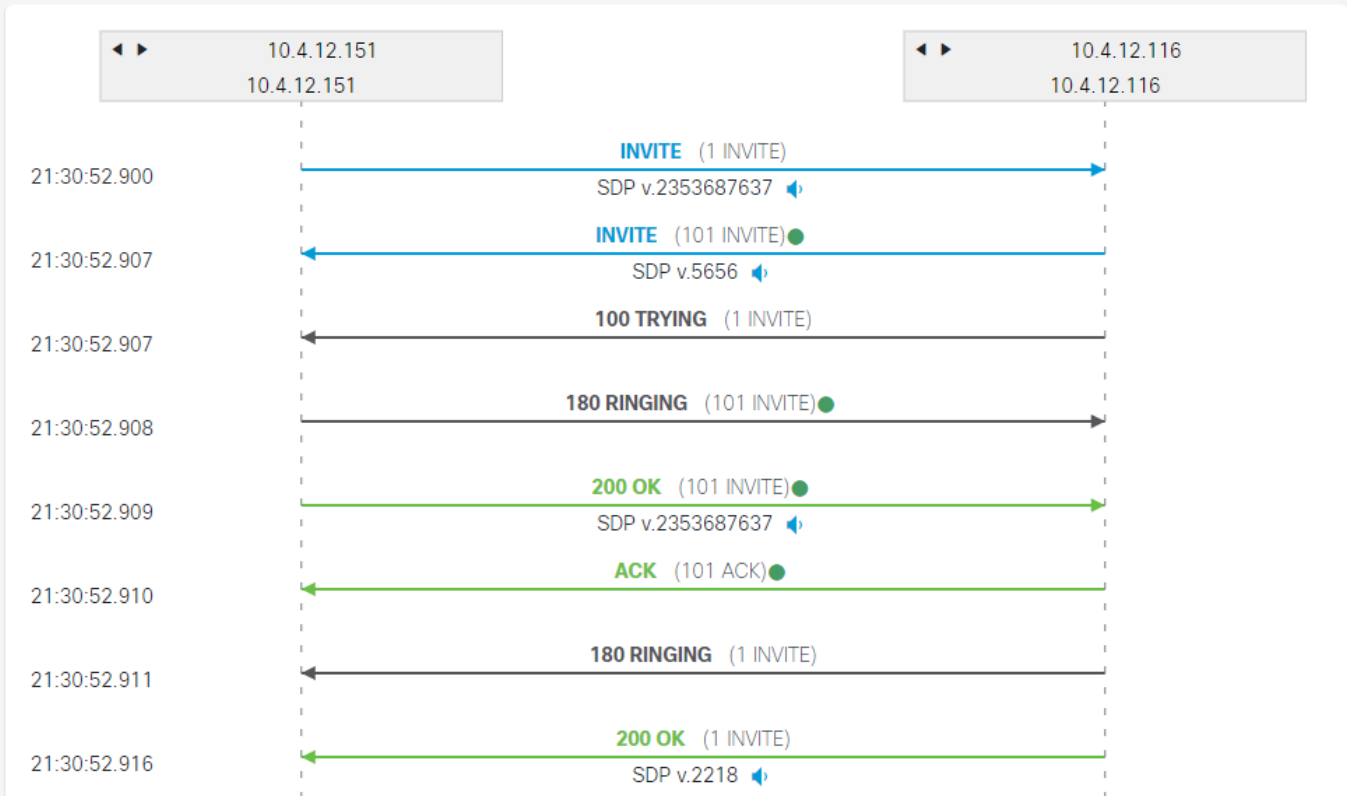 10.4.12.151
10.4.12.151
10.4.12.116
10.4.12.116
INVITE (1 INVITE)
21:30:52.900
SDP v.2353687637
INVITE (101 INVITE)
21:30:52.907
SDP v.5656
100 TRYING (1 INVITE)
21:30:52.907
180 RINGING (101 INVITE)
21:30:52.908
200 OK (101 INVITE)
21:30:52.909
SDP v.2353687637
ACK (101 ACK)
21:30:52.910
180 RINGING (1 INVITE)
21:30:52.911
200 OK (1 INVITE)
21:30:52.916
SDP v.2218